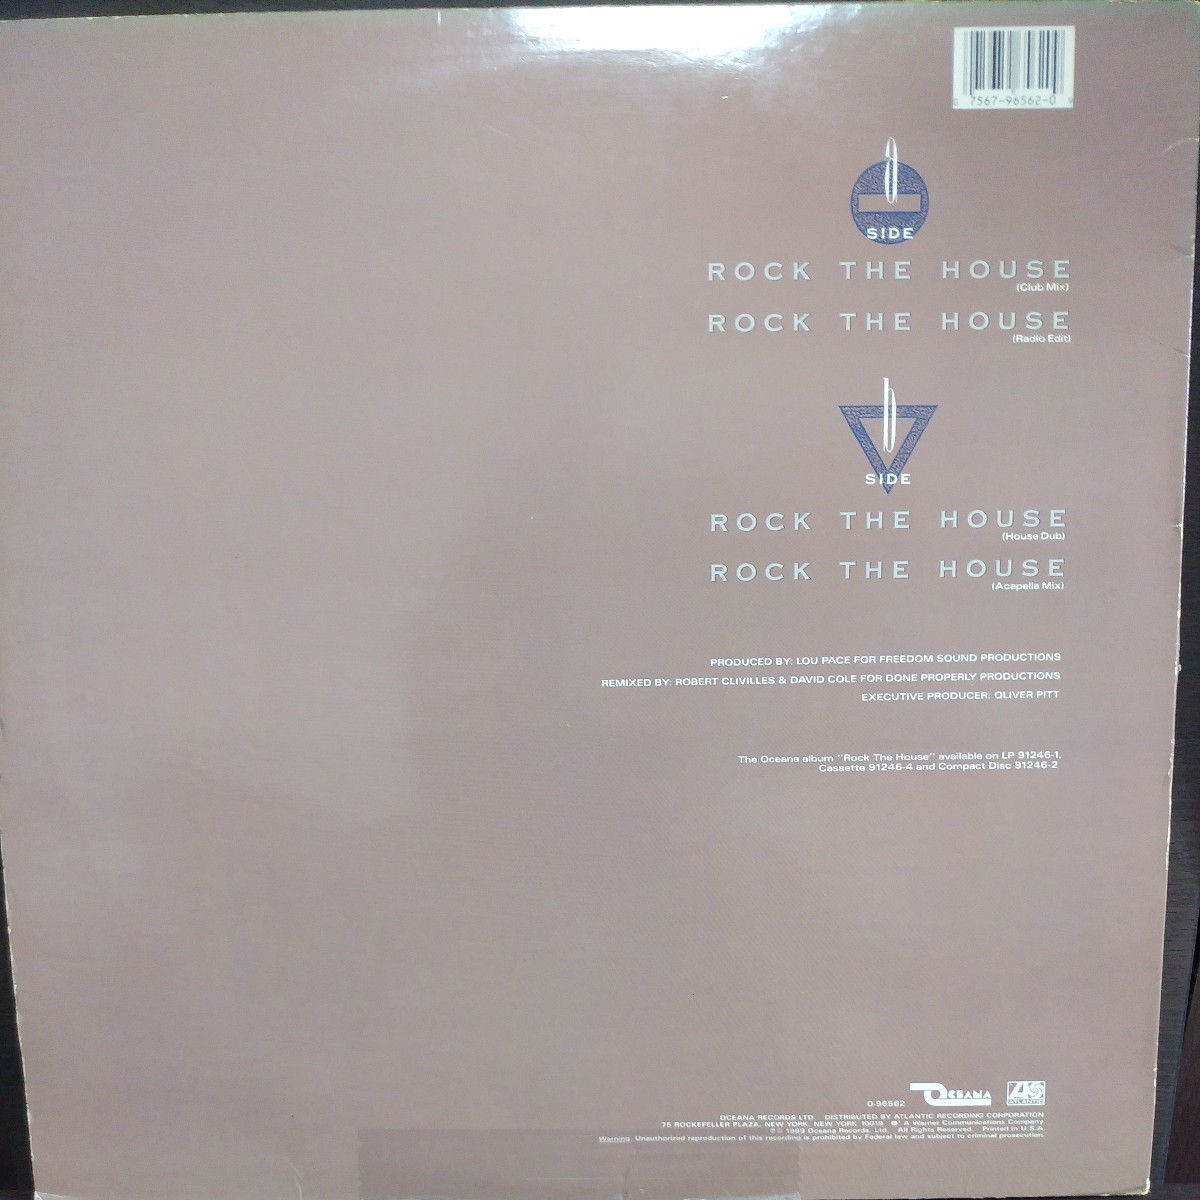 0 7567-96562-0 9
a
SIDE
ROCK THE HOUSE
(Club Mix)
ROCK THE HOUSE
(Radio Edit)
b
SIDE
ROCK THE HOUSE
(House Dub)
ROCK THE HOUSE
(Acapella Mix)
PRODUCED BY: LOU PACE FOR FREEDOM SOUND PRODUCTIONS
REMIXED BY: ROBERT CLIVILLES & DAVID COLE FOR DONE PROPERLY PRODUCTIONS
EXECUTIVE PRODUCER: OLIVER PITT
The Oceana album "Rock The House" available on LP 91246-1,
Cassette 91246-4 and Compact Disc 91246-2
0-96562 OCEANA ATLANTIC
OCEANA RECORDS LTD. DISTRIBUTED BY ATLANTIC RECORDING CORPORATION
75 ROCKEFELLER PLAZA, NEW YORK, NEW YORK 10019 A Warner Communications Company
℗© 1989 Oceana Records, Ltd. All Rights Reserved. Printed in U.S.A.
Warning: Unauthorized reproduction of this recording is prohibited by Federal law and subject to criminal prosecution.